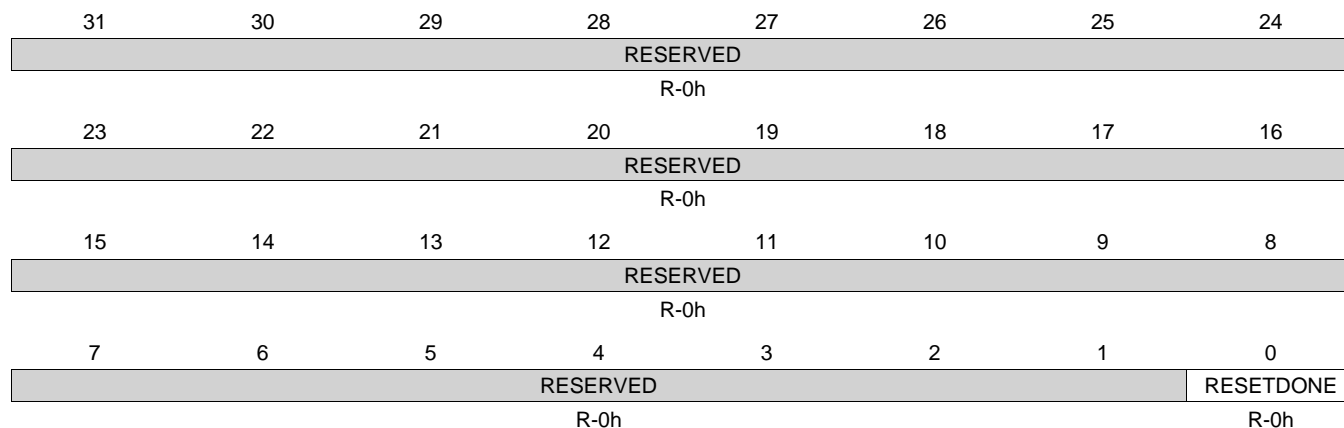 31 30 29 28 27 26 25 24
RESERVED
R-0h
23 22 21 20 19 18 17 16
RESERVED
R-0h
15 14 13 12 11 10 9 8
RESERVED
R-0h
7 6 5 4 3 2 1 0
RESERVED RESETDONE
R-0h R-0h